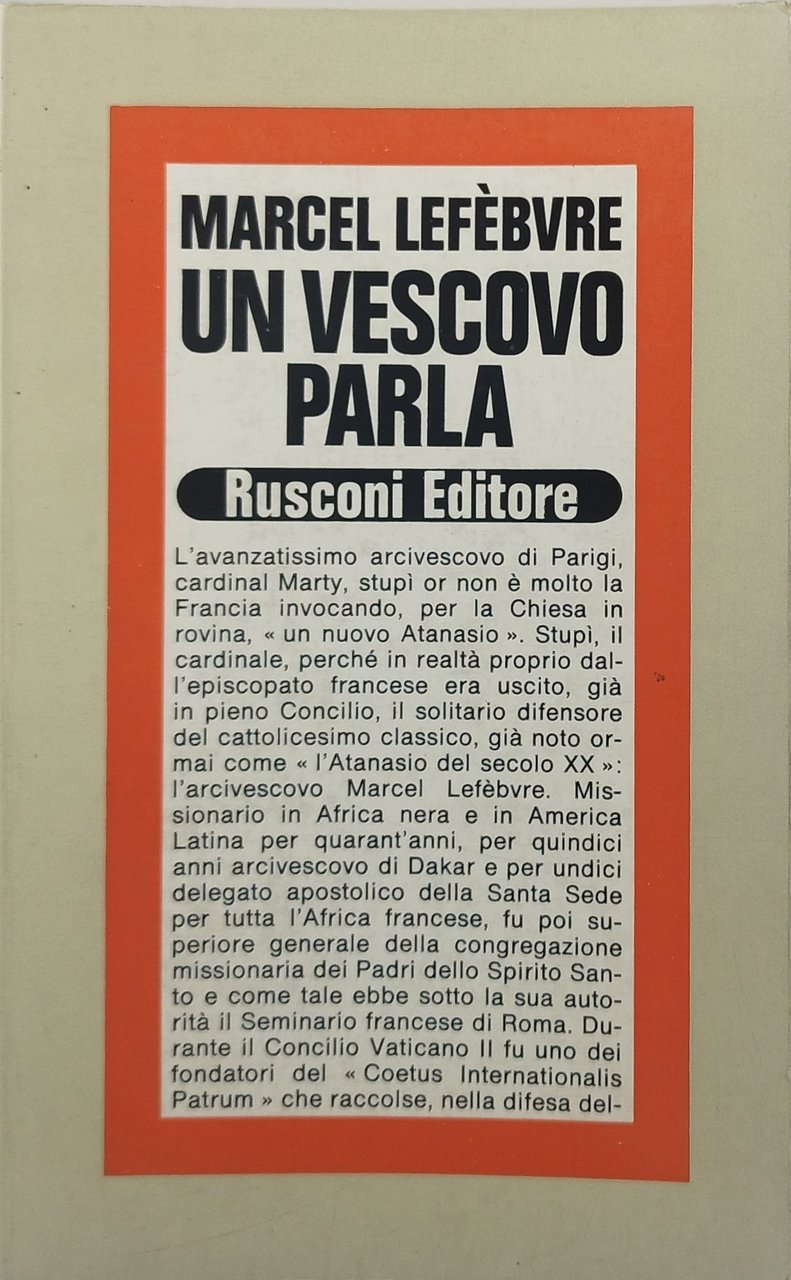 MARCEL LEFÈBVRE
UN VESCOVO
PARLA
Rusconi Editore
L'avanzatissimo arcivescovo di Parigi,
cardinal Marty, stupì or non è molto la
Francia invocando, per la Chiesa in
rovina, « un nuovo Atanasio ». Stupì, il
cardinale, perché in realtà proprio dal-
l'episcopato francese era uscito, già
in pieno Concilio, il solitario difensore
del cattolicesimo classico, già noto or-
mai come « l'Atanasio del secolo XX »:
l'arcivescovo Marcel Lefèbvre. Mis-
sionario in Africa nera e in America
Latina per quarant'anni, per quindici
anni arcivescovo di Dakar e per undici
delegato apostolico della Santa Sede
per tutta l'Africa francese, fu poi su-
periore generale della congregazione
missionaria dei Padri dello Spirito San-
to e come tale ebbe sotto la sua auto-
rità il Seminario francese di Roma. Du-
rante il Concilio Vaticano II fu uno dei
fondatori del « Coetus Internationalis
Patrum » che raccolse, nella difesa del-